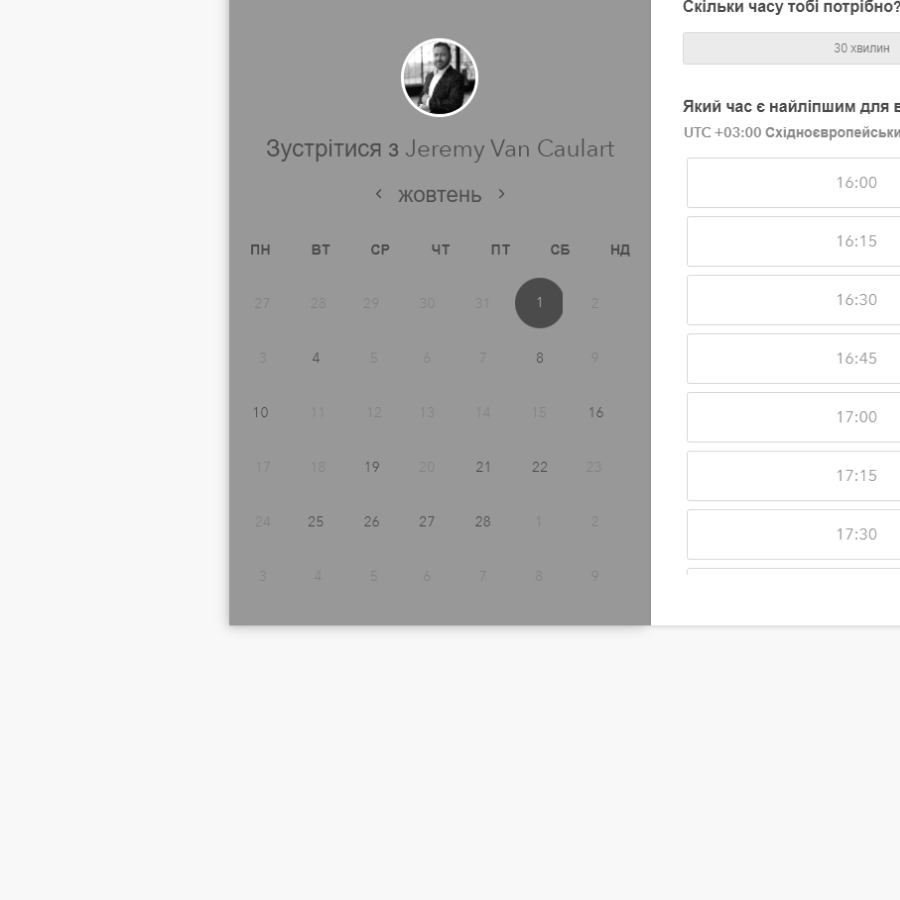 Зустрітися з Jeremy Van Caulart
< жовтень >
ПН ВТ СР ЧТ ПТ СБ НД
27 28 29 30 31 1 2
3 4 5 6 7 8 9
10 11 12 13 14 15 16
17 18 19 20 21 22 23
24 25 26 27 28 1 2
3 4 5 6 7 8 9
Скільки часу тобі потрібно?
30 хвилин
Який час є найліпшим для
UTC +03:00 Східноєвропейськи
16:00
16:15
16:30
16:45
17:00
17:15
17:30